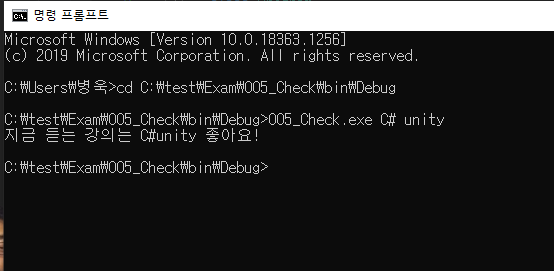 명령 프롬프트
Microsoft Windows [Version 10.0.18363.1256]
(c) 2019 Microsoft Corporation. All rights reserved.
C:₩Users₩병욱>cd C:₩test₩Exam₩005_Check₩bin₩Debug
C:₩test₩Exam₩005_Check₩bin₩Debug>005_Check.exe C# unity
지금 듣는 강의는 C#unity 좋아요!
C:₩test₩Exam₩005_Check₩bin₩Debug>